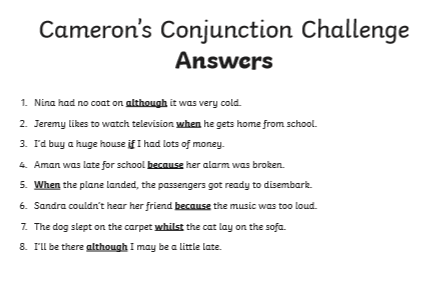 Cameron's Conjunction Challenge
Answers
1. Nina had no coat on although it was very cold.
2. Jeremy likes to watch television when he gets home from school.
3. I'd buy a huge house if I had lots of money.
4. Aman was late for school because her alarm was broken.
5. When the plane landed, the passengers got ready to disembark.
6. Sandra couldn't hear her friend because the music was too loud.
7. The dog slept on the carpet whilst the cat lay on the sofa.
8. I'll be there although I may be a little late.